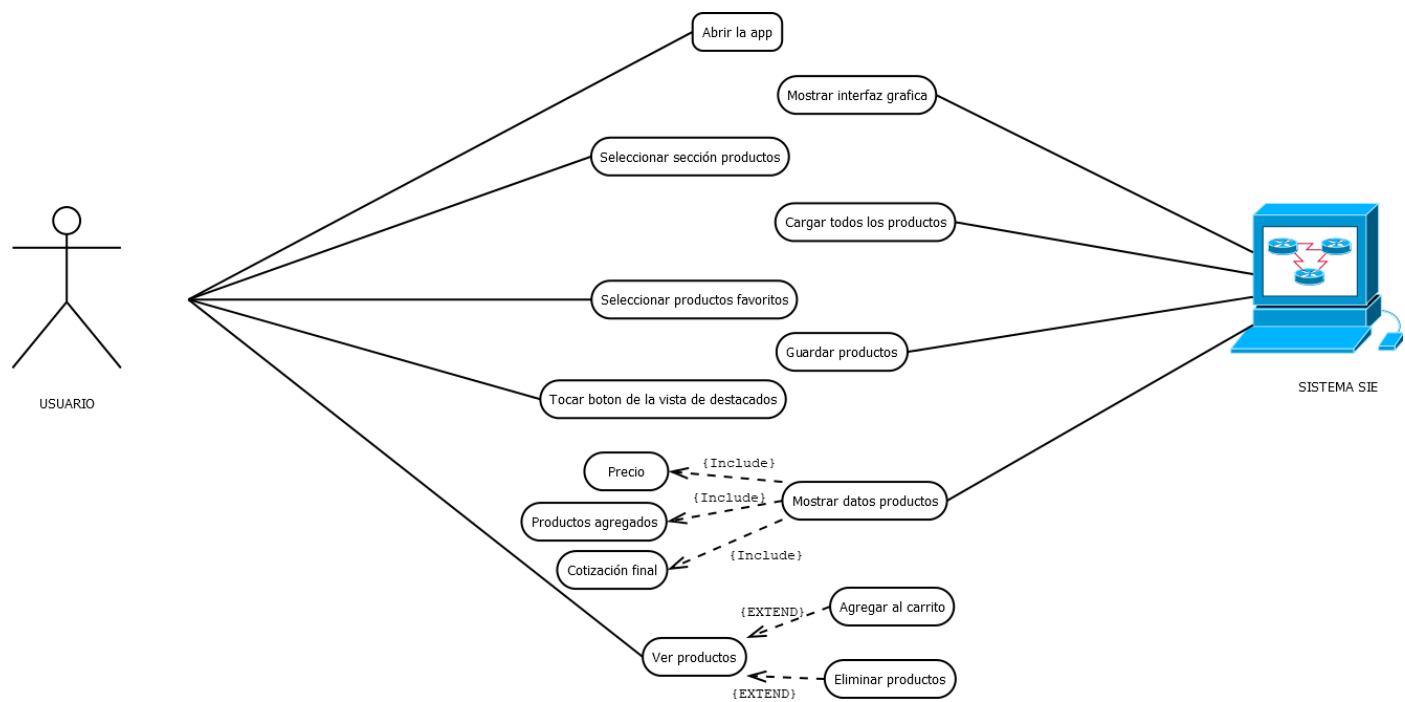 Abrir la app
Mostrar interfaz grafica
Seleccionar sección productos
Cargar todos los productos
Seleccionar productos favoritos
Guardar productos
SISTEMA SIE
USUARIO
Tocar boton de la vista de destacados
{Include}
Precio
{Include}
Mostrar datos productos
Productos agregados
{Include}
Cotización final
{EXTEND}
Agregar al carrito
Ver productos
Eliminar productos
{EXTEND}